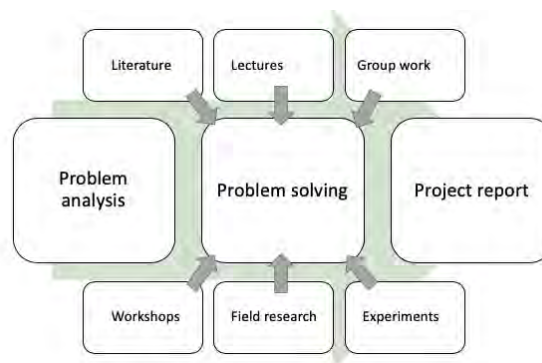 Literature
Lectures
Group work
Problem
analysis
Problem solving
Project report
Workshops
Field research
Experiments